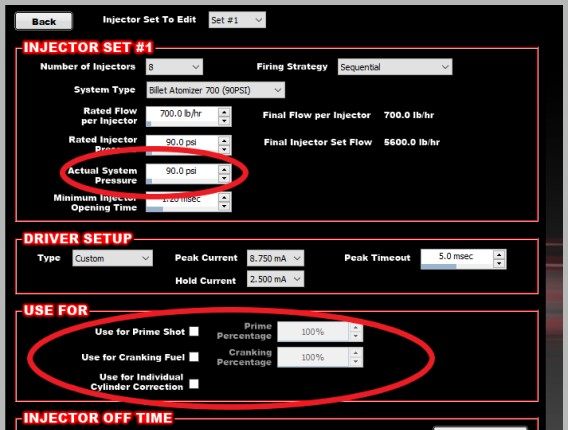 Back
Injector Set To Edit Set #1
INJECTOR SET #1
Number of Injectors 8 Firing Strategy Sequential
System Type Billet Atomizer 700 (90PSI)
Rated Flow
per Injector 700.0 lb/hr Final Flow per Injector 700.0 lb/hr
Rated Injector
Pressure 90.0 psi Final Injector Set Flow 5600.0 lb/hr
Actual System
Pressure 90.0 psi
Minimum Injector
Opening Time 1.20 msec
DRIVER SETUP
Type Custom Peak Current 8.750 mA Peak Timeout 5.0 msec
Hold Current 2.500 mA
USE FOR
Use for Prime Shot Prime
Percentage 100%
Use for Cranking Fuel Cranking
Percentage 100%
Use for Individual
Cylinder Correction
INJECTOR OFF TIME